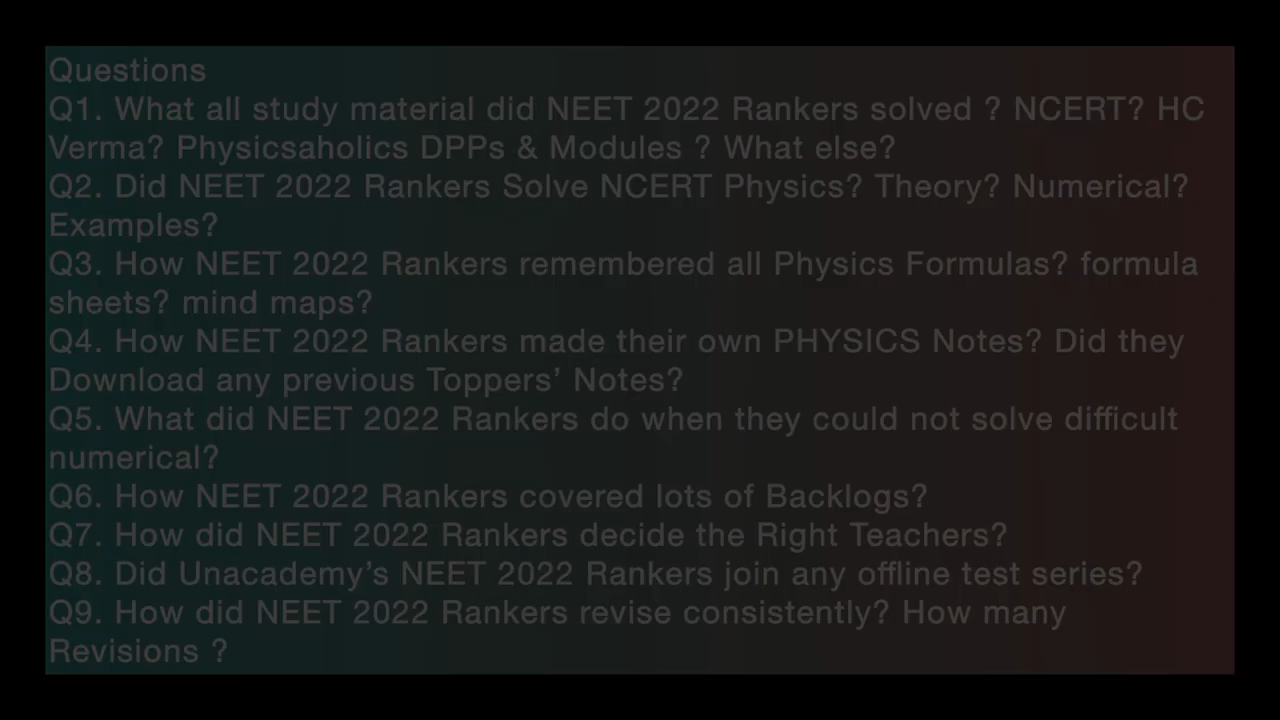 Questions
Q1. What all study material did NEET 2022 Rankers solved ? NCERT? HC
Verma? Physicsaholics DPPs & Modules ? What else?
Q2. Did NEET 2022 Rankers Solve NCERT Physics? Theory? Numerical?
Examples?
Q3. How NEET 2022 Rankers remembered all Physics Formulas? formula
sheets? mind maps?
Q4. How NEET 2022 Rankers made their own PHYSICS Notes? Did they
Download any previous Toppers’ Notes?
Q5. What did NEET 2022 Rankers do when they could not solve difficult
numerical?
Q6. How NEET 2022 Rankers covered lots of Backlogs?
Q7. How did NEET 2022 Rankers decide the Right Teachers?
Q8. Did Unacademy’s NEET 2022 Rankers join any offline test series?
Q9. How did NEET 2022 Rankers revise consistently? How many
Revisions ?